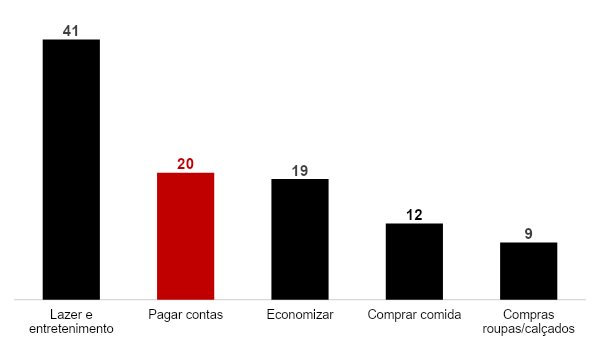 41
20
19
12
9
Lazer e
entretenimento
Pagar contas
Economizar
Comprar comida
Compras
roupas/calçados